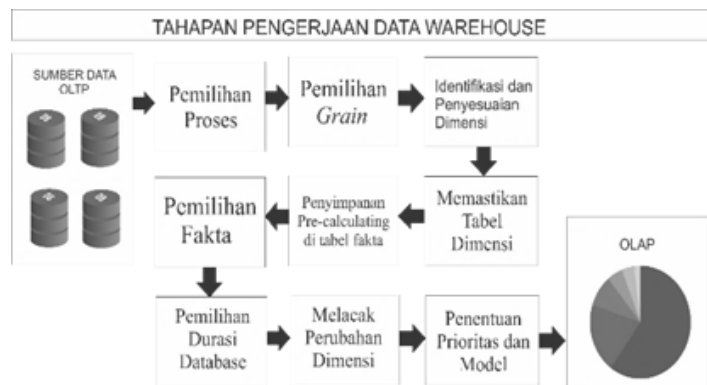 TAHAPAN PENGERJAAN DATA WAREHOUSE
SUMBER DATA
OLTP
Pemilihan
Proses
Pemilihan
Grain
Identifikasi dan
Penyesuaian
Dimensi
Memastikan
Tabel
Dimensi
Penyimpanan
Pre-calculating
di tabel fakta
Pemilihan
Fakta
Pemilihan
Durasi
Database
Melacak
Perubahan
Dimensi
Penentuan
Prioritas dan
Model
OLAP